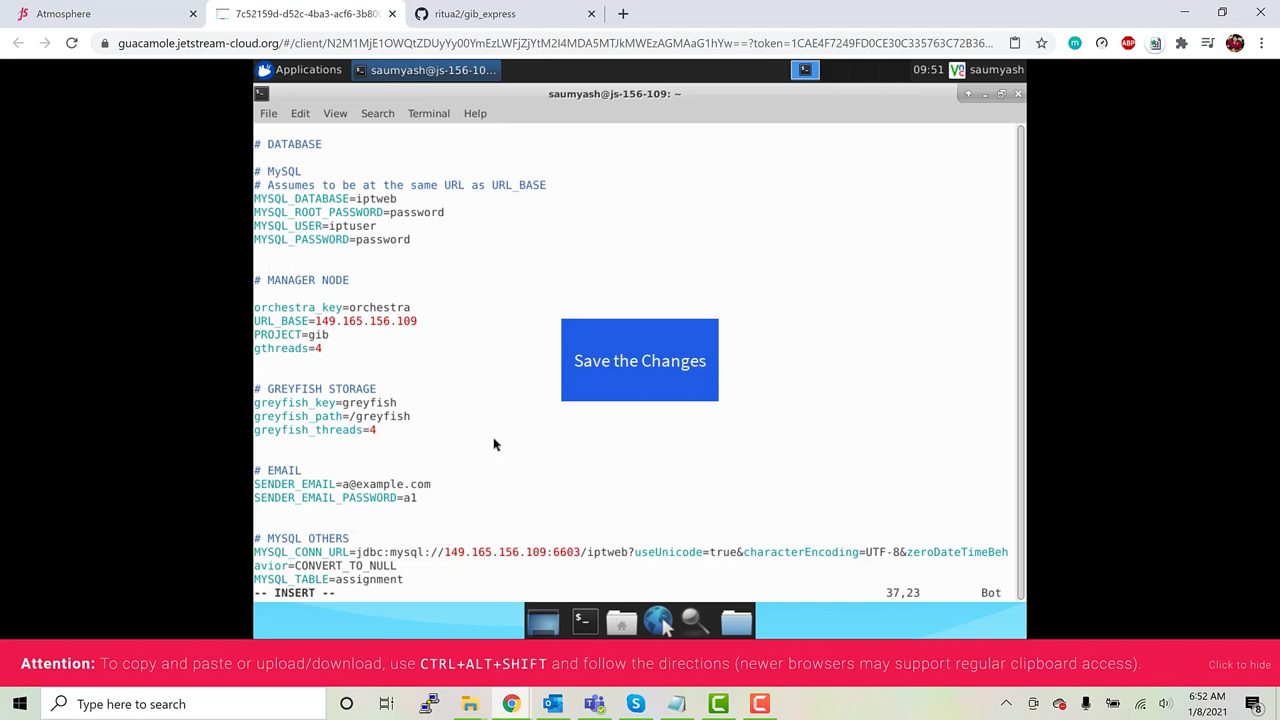 Atmosphere
7c52159d-d52c-4ba3-acf6-3b800
ritua2/gib_express
guacamole.jetstream-cloud.org/#/client/N2M1MjE1OWQtZDUyYy00YmEzLWFjZjYtM2I4MDA5MTJkMWEzAGMAaG1hYw==?token=1CAE4F7249FD0CE30C335763C72B36...
ABP
Applications
saumyash@js-156-10...
09:51
saumyash
saumyash@js-156-109: ~
File Edit View Search Terminal Help
# DATABASE
# MySQL
# Assumes to be at the same URL as URL_BASE
MYSQL_DATABASE=iptweb
MYSQL_ROOT_PASSWORD=password
MYSQL_USER=iptuser
MYSQL_PASSWORD=password
# MANAGER NODE
orchestra_key=orchestra
URL_BASE=149.165.156.109
PROJECT=gib
gthreads=4
Save the Changes
# GREYFISH STORAGE
greyfish_key=greyfish
greyfish_path=/greyfish
greyfish_threads=4
# EMAIL
SENDER_EMAIL=a@example.com
SENDER_EMAIL_PASSWORD=a1
# MYSQL OTHERS
MYSQL_CONN_URL=jdbc:mysql://149.165.156.109:6603/iptweb?useUnicode=true&characterEncoding=UTF-8&zeroDateTimeBeh
avior=CONVERT_TO_NULL
MYSQL_TABLE=assignment
-- INSERT --
37,23
Bot
Attention: To copy and paste or upload/download, use CTRL+ALT+SHIFT and follow the directions (newer browsers may support regular clipboard access).
Click to hide
Type here to search
6:52 AM
1/8/2021
8